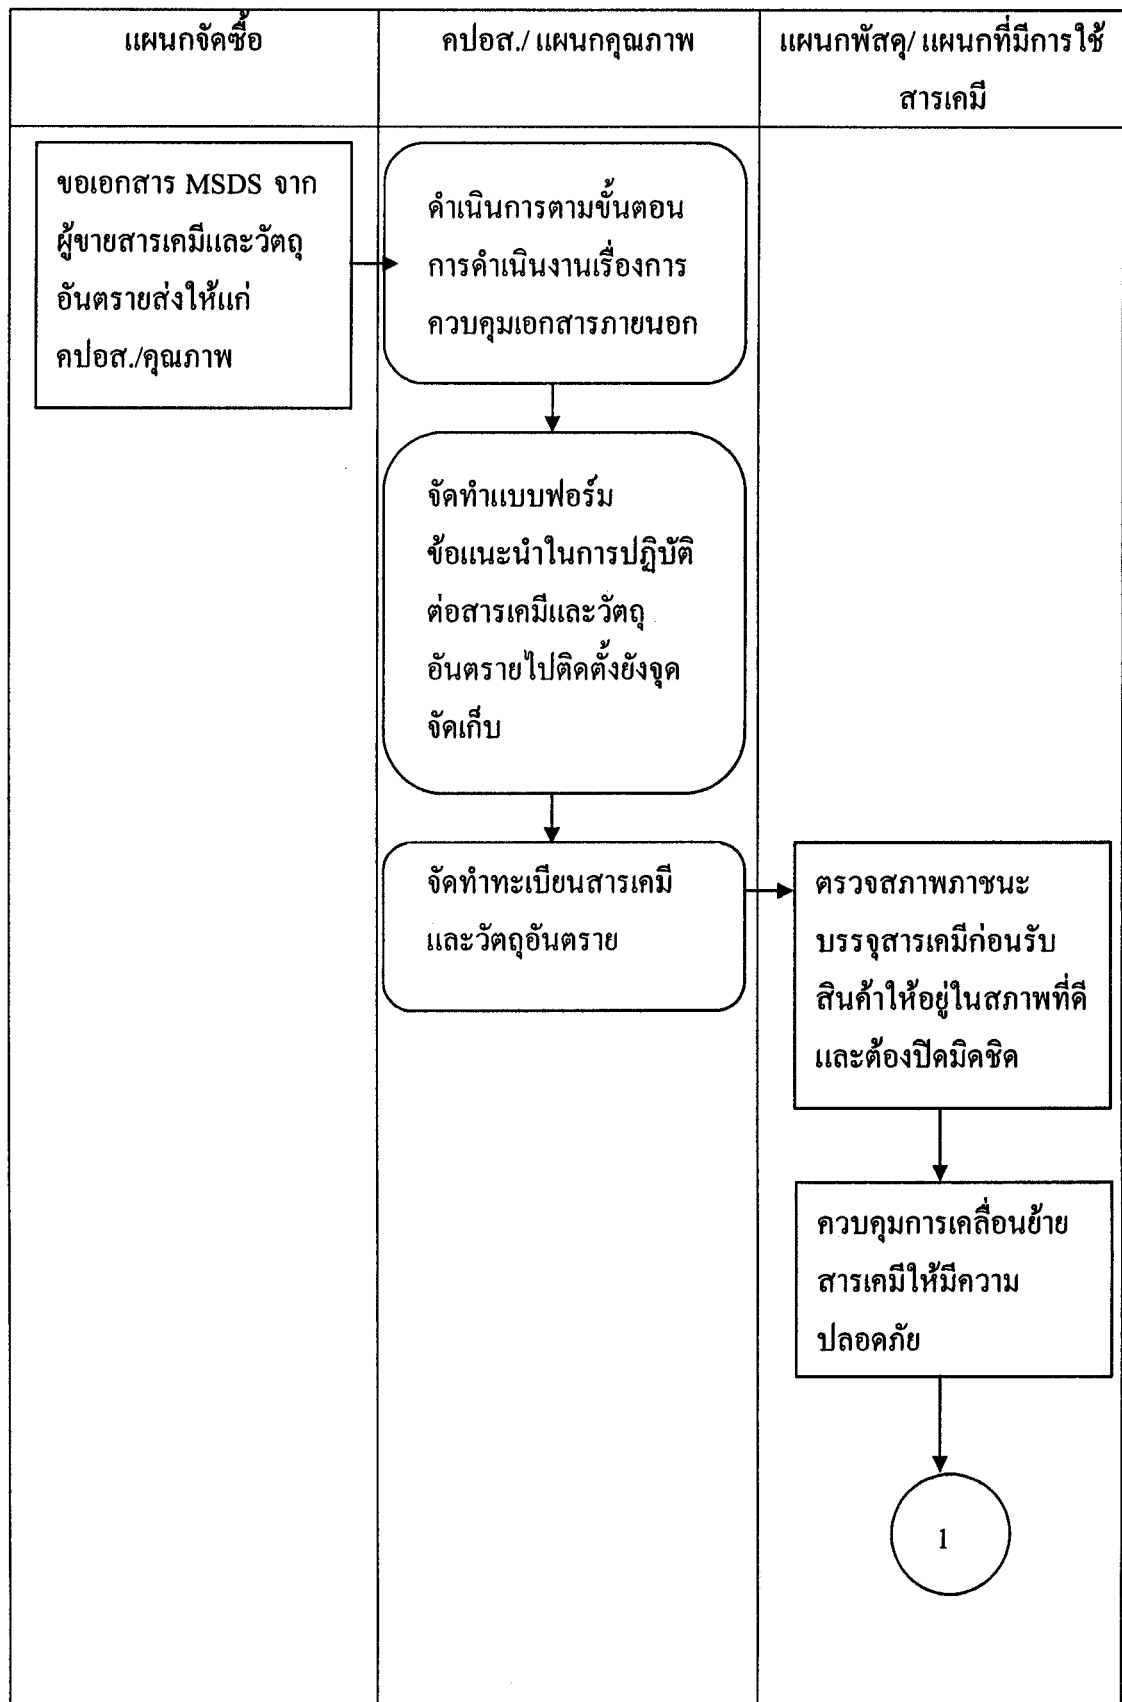 แผนกจัดซื้อ
คปอส./ แผนกคุณภาพ
แผนกพัสดุ/ แผนกที่มีการใช้
สารเคมี
ขอเอกสาร MSDS จาก
ผู้ขายสารเคมีและวัตถุ
อันตรายส่งให้แก่
คปอส./คุณภาพ
ดำเนินการตามขั้นตอน
การดำเนินงานเรื่องการ
ควบคุมเอกสารภายนอก
จัดทำแบบฟอร์ม
ข้อแนะนำในการปฏิบัติ
ต่อสารเคมีและวัตถุ
อันตรายไปติดตั้งยังจุด
จัดเก็บ
จัดทำทะเบียนสารเคมี
และวัตถุอันตราย
ตรวจสภาพภาชนะ
บรรจุสารเคมีก่อนรับ
สินค้าให้อยู่ในสภาพที่ดี
และต้องปิดมิดชิด
ควบคุมการเคลื่อนย้าย
สารเคมีให้มีความ
ปลอดภัย
1